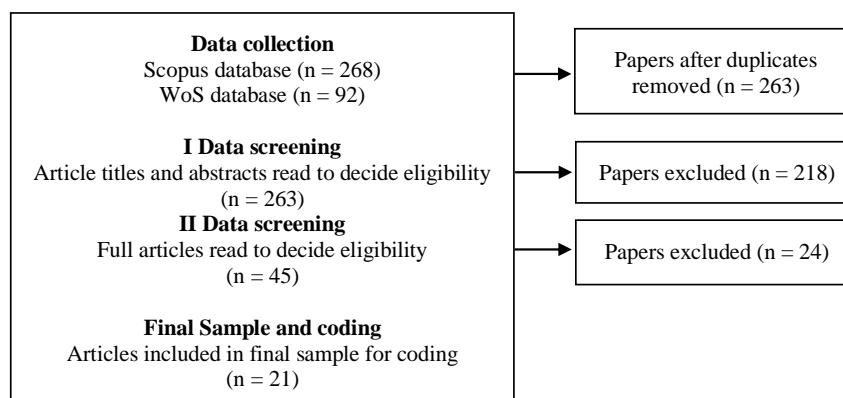 Data collection
Scopus database (n = 268)
WoS database (n = 92)
Papers after duplicates
removed (n = 263)
I Data screening
Article titles and abstracts read to decide eligibility
(n = 263)
Papers excluded (n = 218)
II Data screening
Full articles read to decide eligibility
(n = 45)
Papers excluded (n = 24)
Final Sample and coding
Articles included in final sample for coding
(n = 21)